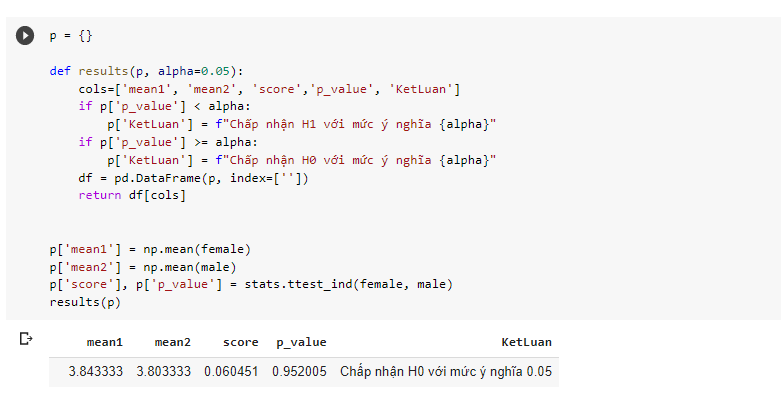 p = {}
def results(p, alpha=0.05):
    cols=['mean1', 'mean2', 'score','p_value', 'KetLuan']
    if p['p_value'] < alpha:
        p['KetLuan'] = f"Chấp nhận H1 với mức ý nghĩa {alpha}"
    if p['p_value'] >= alpha:
        p['KetLuan'] = f"Chấp nhận H0 với mức ý nghĩa {alpha}"
    df = pd.DataFrame(p, index=[''])
    return df[cols]
p['mean1'] = np.mean(female)
p['mean2'] = np.mean(male)
p['score'], p['p_value'] = stats.ttest_ind(female, male)
results(p)
mean1 mean2 score p_value KetLuan
3.843333 3.803333 0.060451 0.952005 Chấp nhận H0 với mức ý nghĩa 0.05